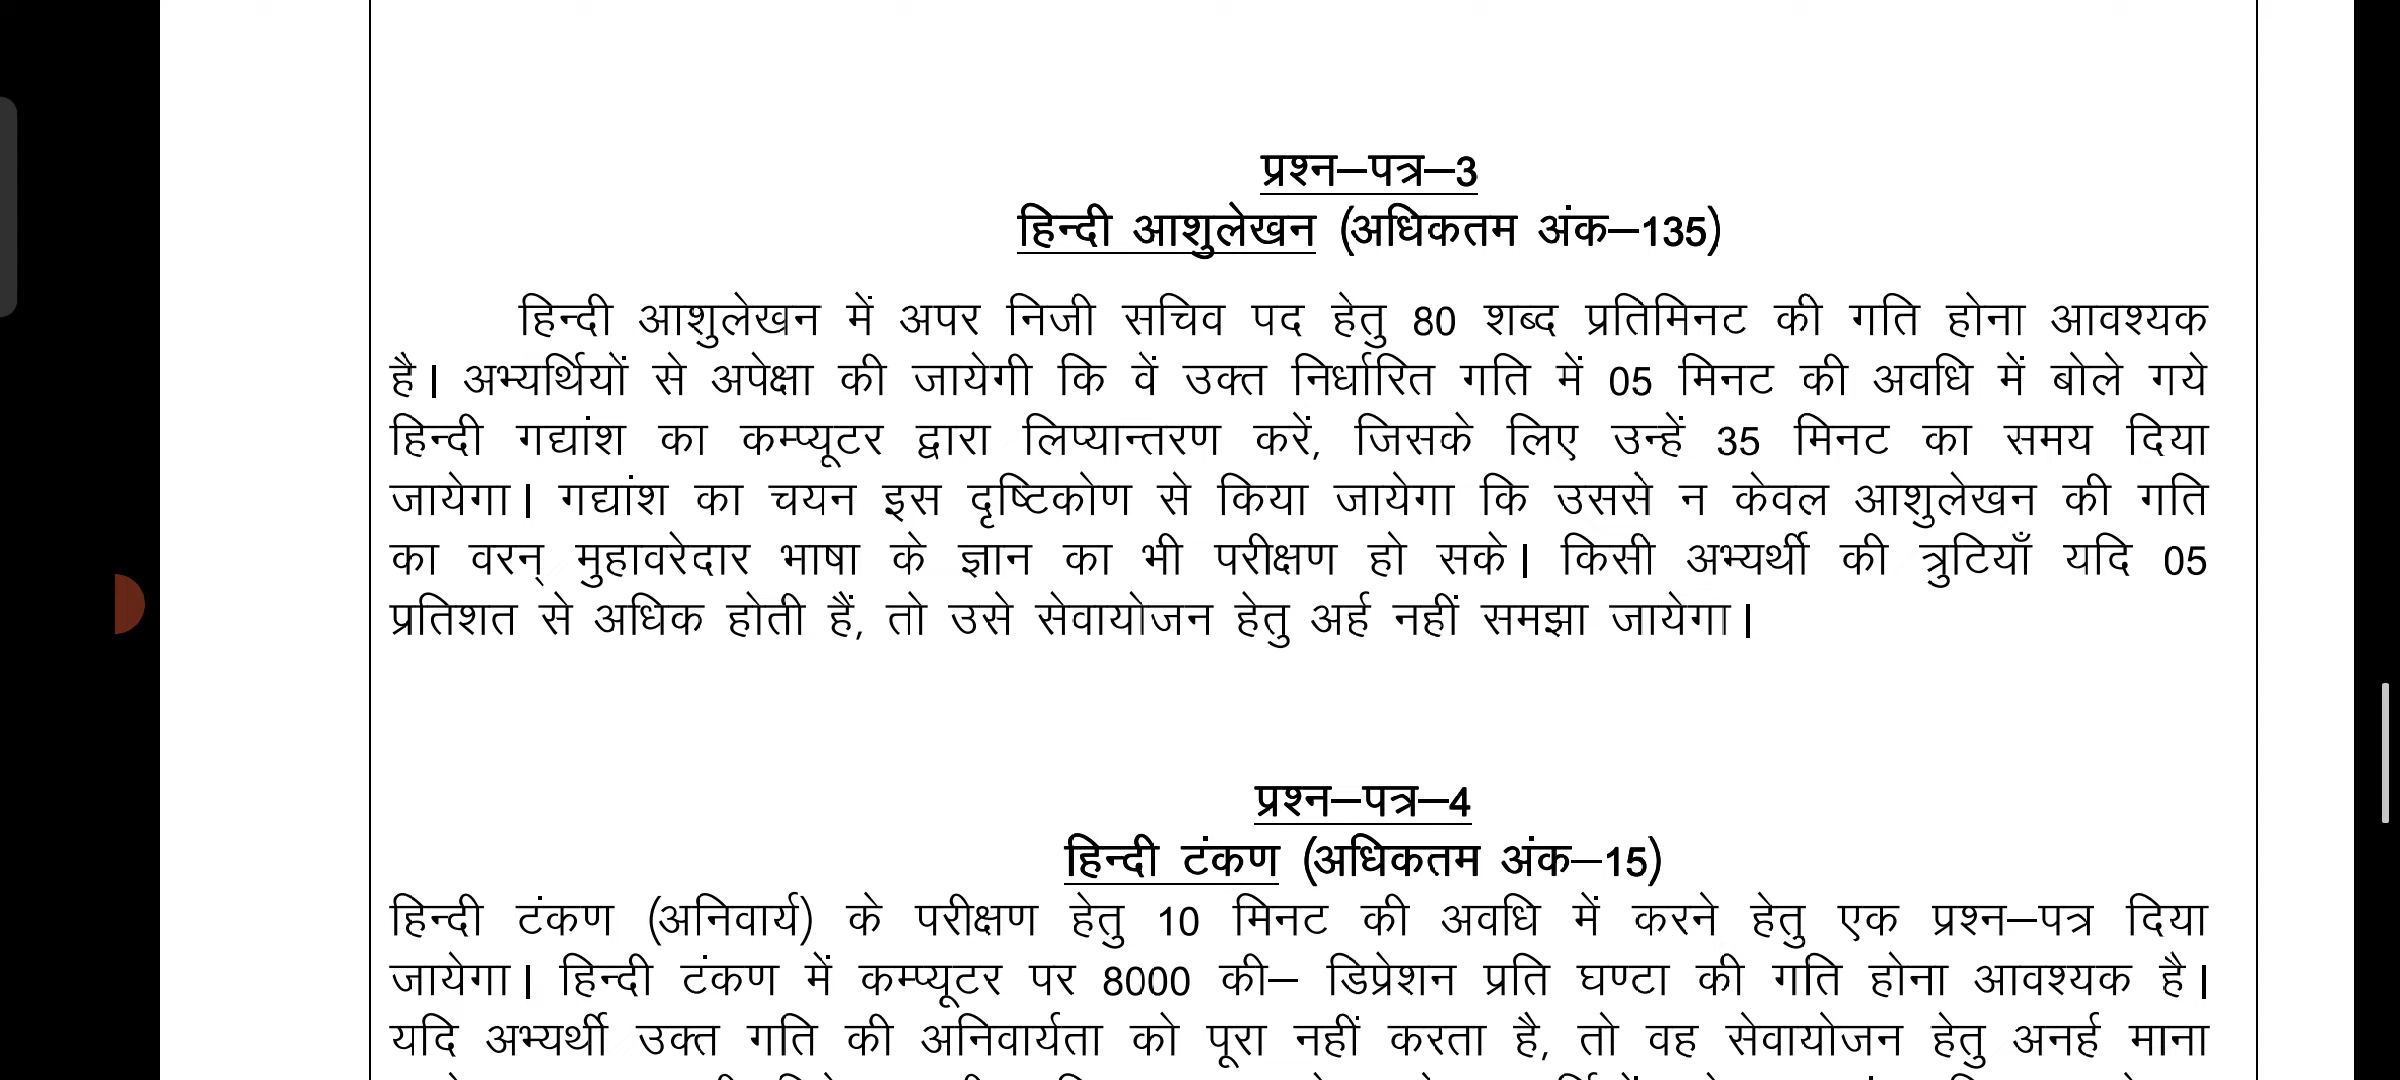 प्रश्न–पत्र–3
हिन्दी आशुलेखन (अधिकतम अंक–135)
हिन्दी आशुलेखन में अपर निजी सचिव पद हेतु 80 शब्द प्रतिमिनट की गति होना आवश्यक
है। अभ्यर्थियों से अपेक्षा की जायेगी कि वें उक्त निर्धारित गति में 05 मिनट की अवधि में बोले गये
हिन्दी गद्यांश का कम्प्यूटर द्वारा लिप्यान्तरण करें, जिसके लिए उन्हें 35 मिनट का समय दिया
जायेगा। गद्यांश का चयन इस दृष्टिकोण से किया जायेगा कि उससे न केवल आशुलेखन की गति
का वरन् मुहावरेदार भाषा के ज्ञान का भी परीक्षण हो सके। किसी अभ्यर्थी की त्रुटियाँ यदि 05
प्रतिशत से अधिक होती हैं, तो उसे सेवायोजन हेतु अर्ह नहीं समझा जायेगा।
प्रश्न–पत्र–4
हिन्दी टंकण (अधिकतम अंक–15)
हिन्दी टंकण (अनिवार्य) के परीक्षण हेतु 10 मिनट की अवधि में करने हेतु एक प्रश्न–पत्र दिया
जायेगा। हिन्दी टंकण में कम्प्यूटर पर 8000 की– डिप्रेशन प्रति घण्टा की गति होना आवश्यक है।
यदि अभ्यर्थी उक्त गति की अनिवार्यता को पूरा नहीं करता है, तो वह सेवायोजन हेतु अनर्ह माना